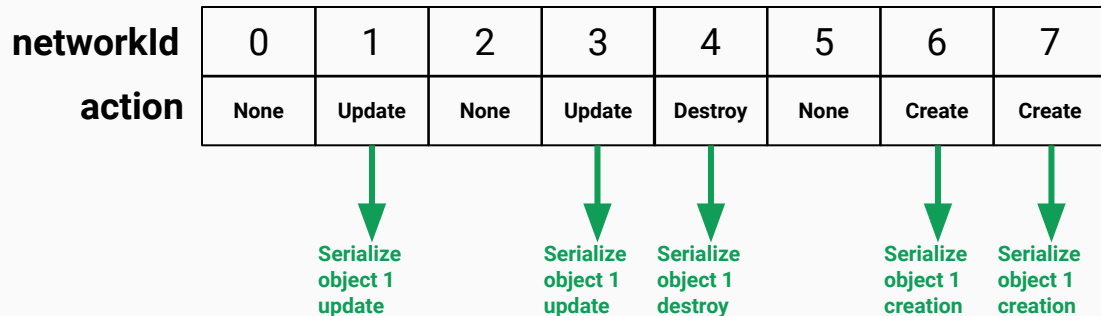 networkId 0 1 2 3 4 5 6 7
action None Update None Update Destroy None Create Create
Serialize object 1 update
Serialize object 1 update
Serialize object 1 destroy
Serialize object 1 creation
Serialize object 1 creation